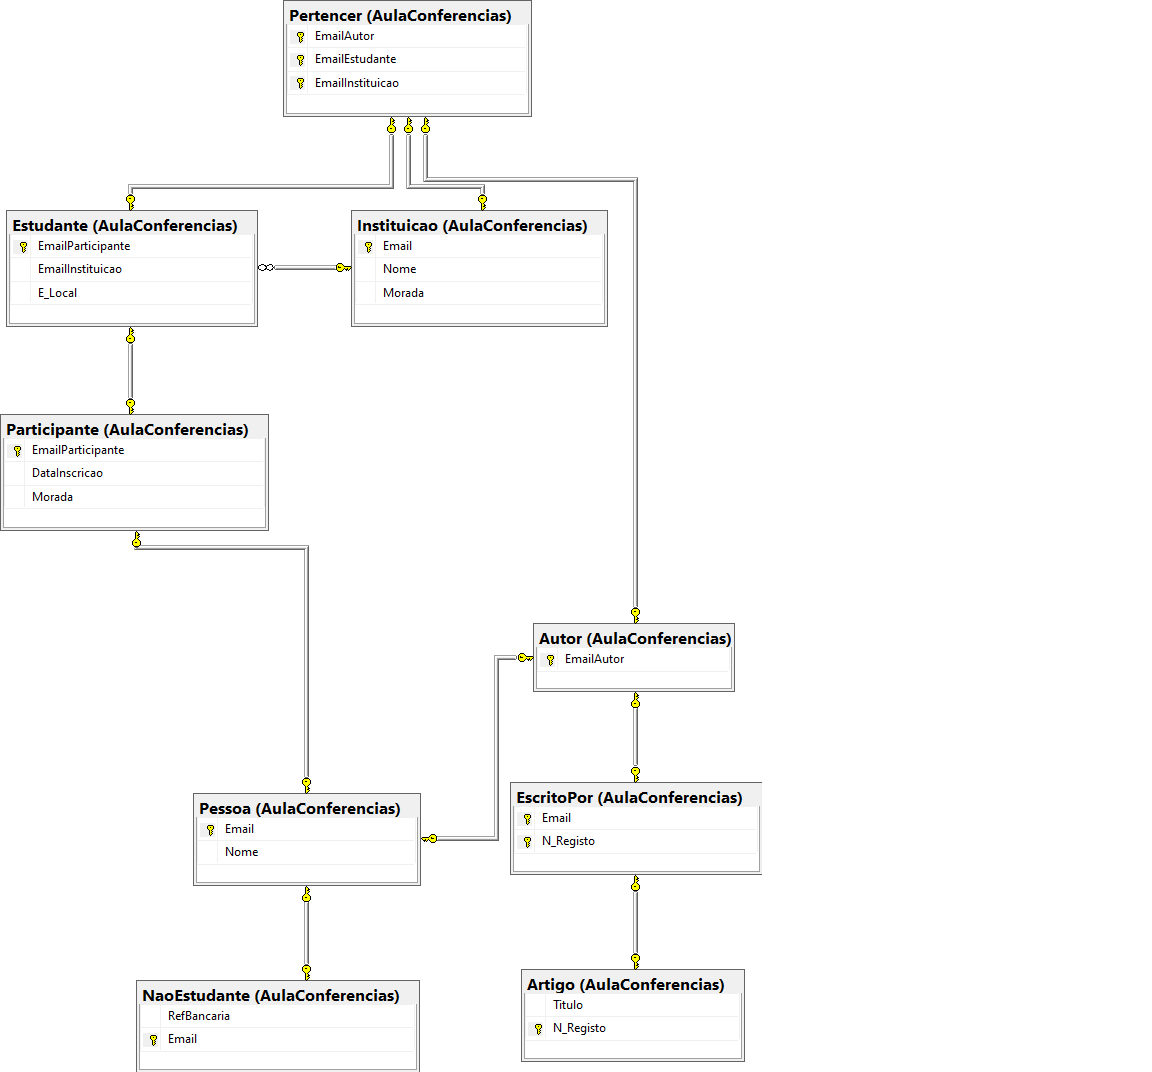 Pertencer (AulaConferencias)
EmailAutor
EmailEstudante
EmailInstituicao
Estudante (AulaConferencias)
EmailParticipante
EmailInstituicao
E_Local
Instituicao (AulaConferencias)
Email
Nome
Morada
Participante (AulaConferencias)
EmailParticipante
DataInscricao
Morada
Autor (AulaConferencias)
EmailAutor
Pessoa (AulaConferencias)
Email
Nome
EscritoPor (AulaConferencias)
Email
N_Registo
NaoEstudante (AulaConferencias)
RefBancaria
Email
Artigo (AulaConferencias)
Titulo
N_Registo